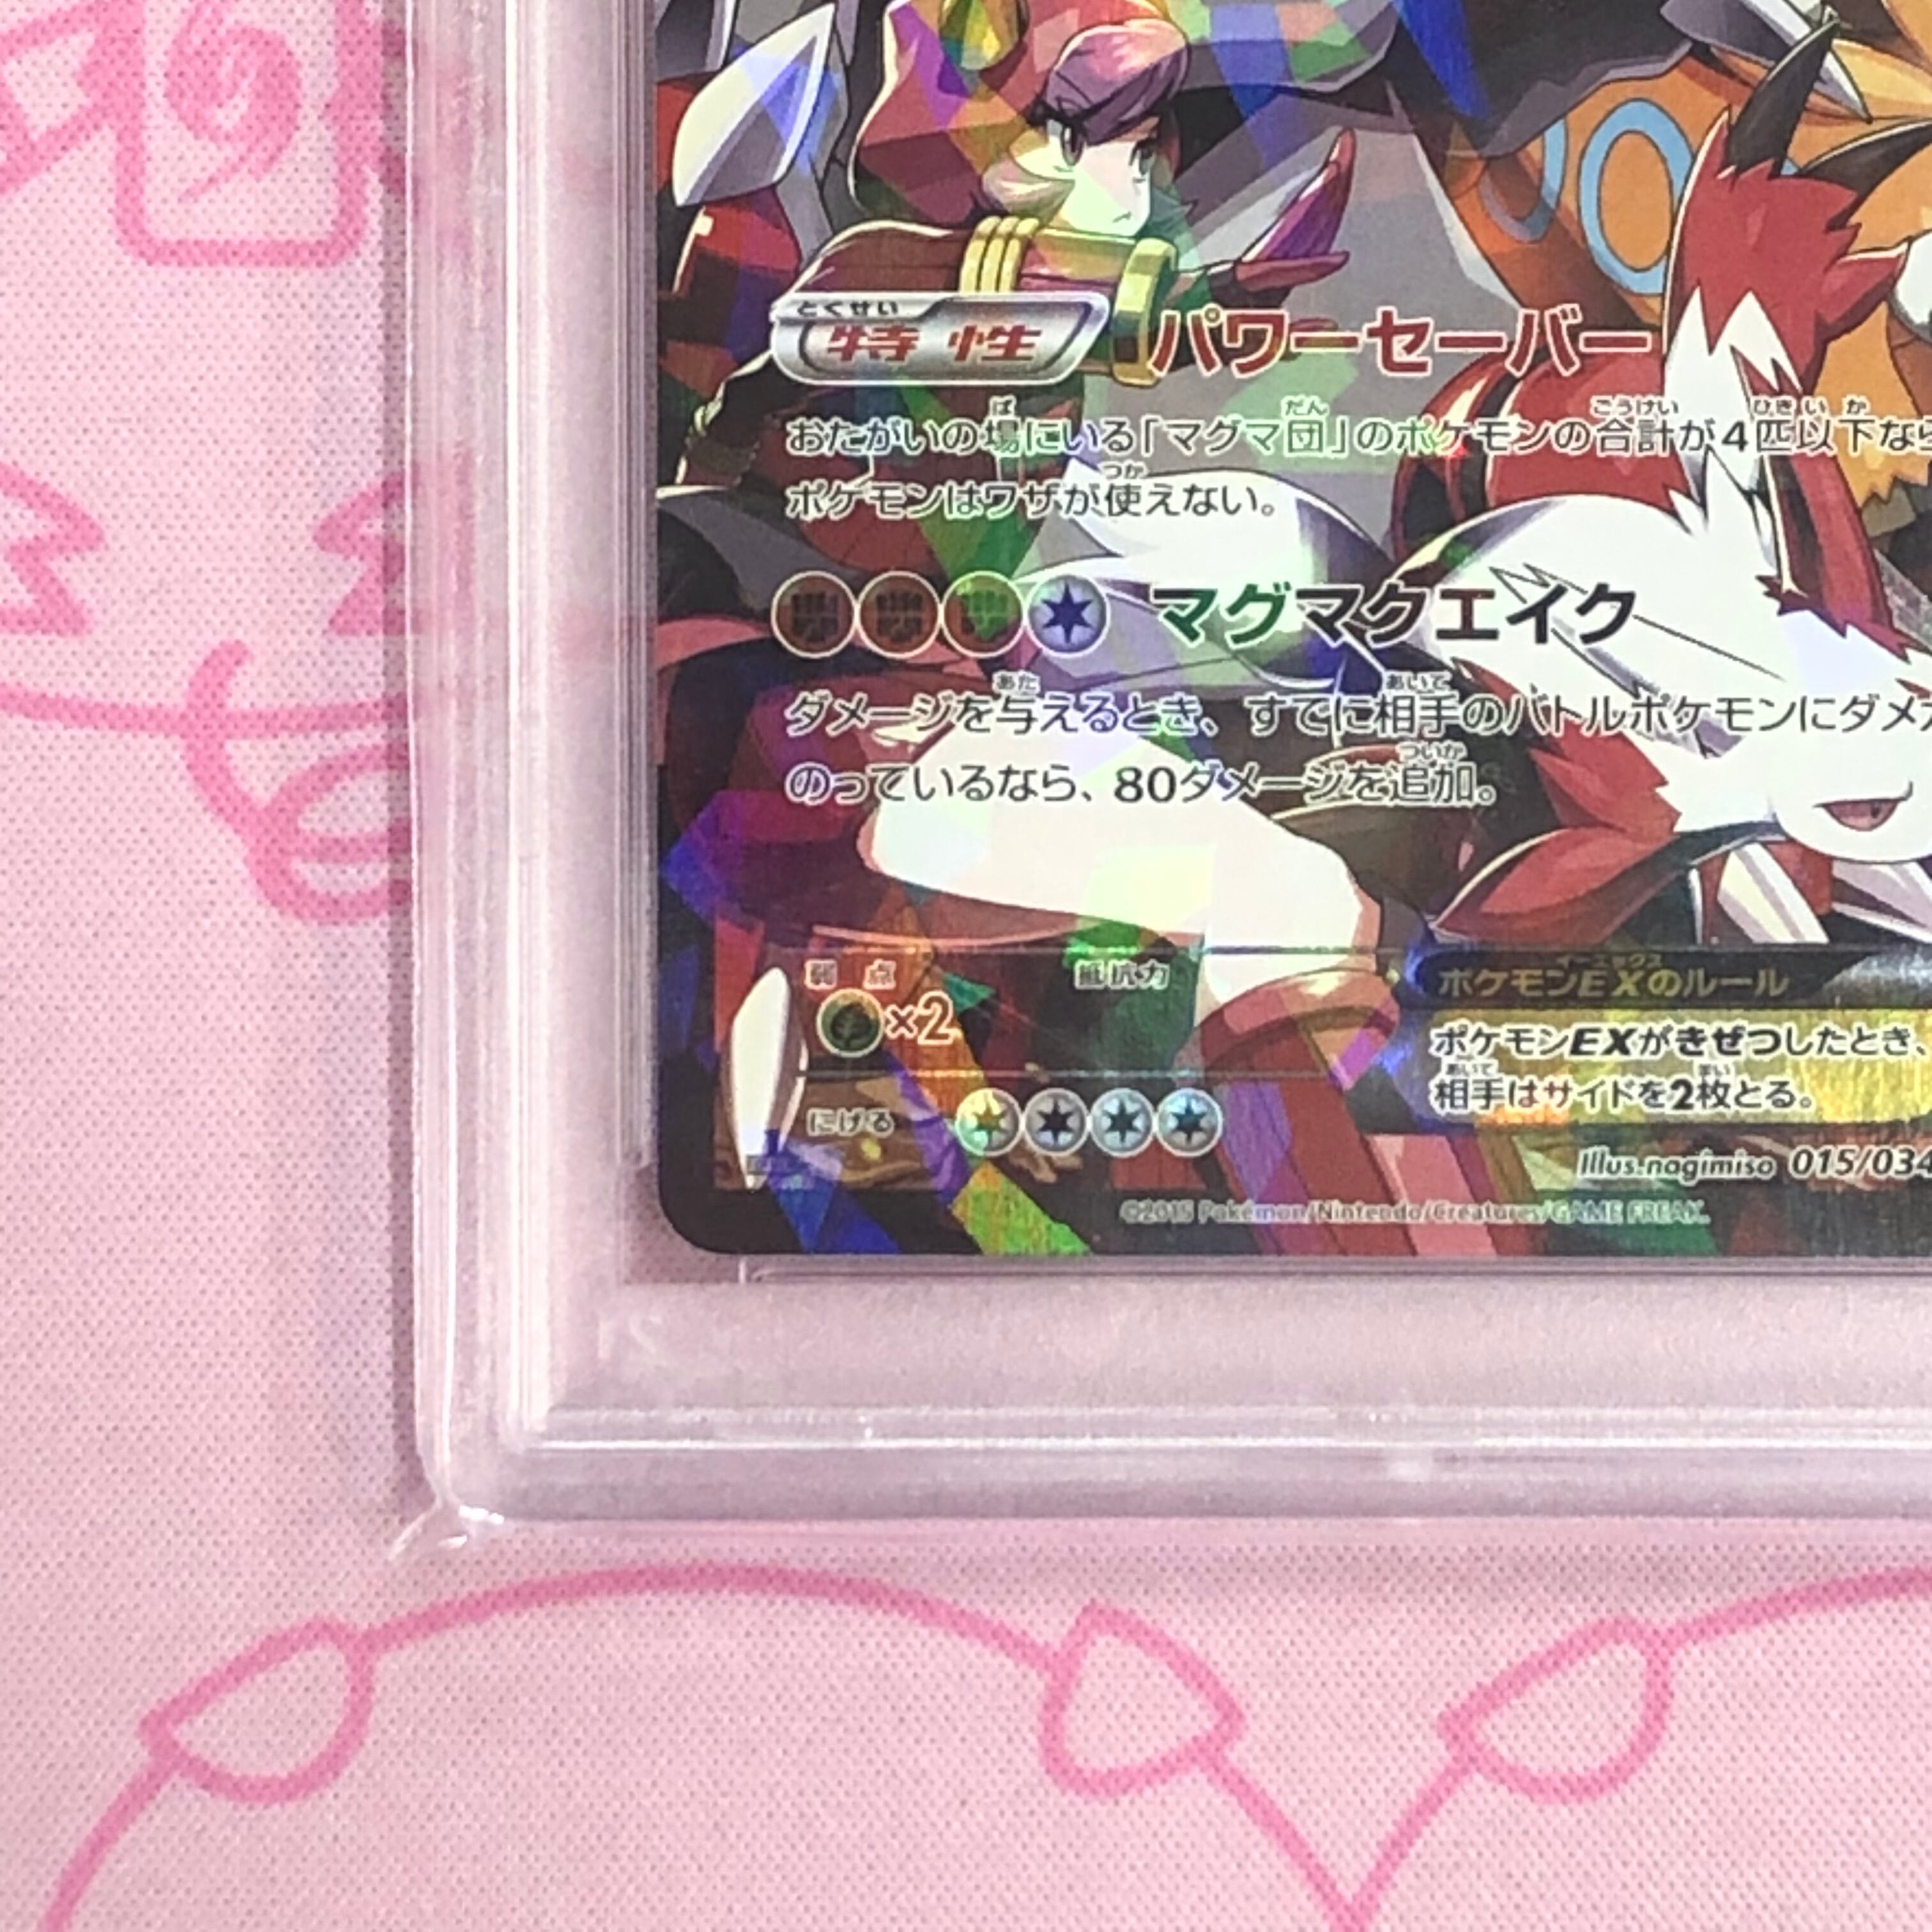 とくせい
特性 パワーセーバー
おたがいの場にいる「マグマ団」のポケモンの合計が4匹以下なら
ポケモンはワザが使えない。
マグマクエイク
ダメージを与えるとき、すでに相手のバトルポケモンにダメ
のっているなら、80ダメージを追加。
弱点 抵抗力
×2
にげる
ポケモンEXのルール
ポケモンEXがきぜつしたとき、
相手はサイドを2枚とる。
Illus.nagimiso 015/034
©2015 Pokémon/Nintendo/Creatures/GAME FREAK.